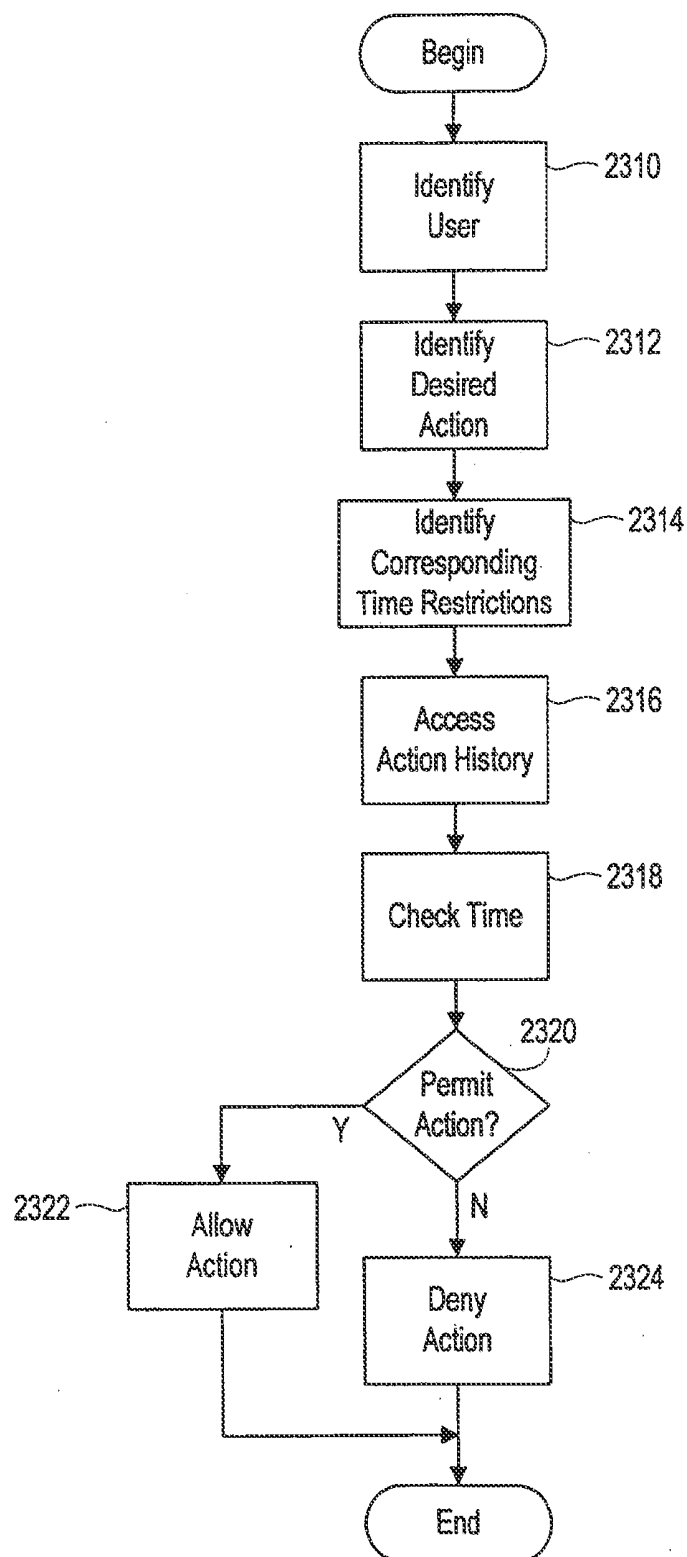 Begin
2310
Identify
User
2312
Identify
Desired
Action
2314
Identify
Corresponding
Time Restrictions
2316
Access
Action History
2318
Check Time
2320
Permit
Action?
Y
N
2322
Allow
Action
2324
Deny
Action
End